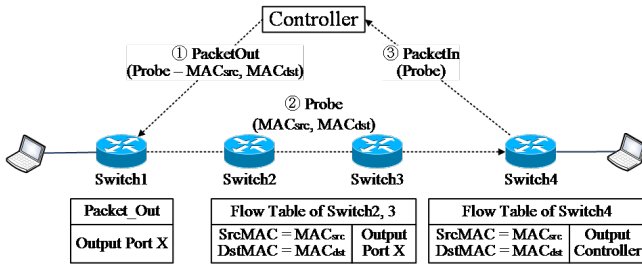 Controller
① PacketOut
(Probe – MACsrc, MACdst)
③ PacketIn
(Probe)
② Probe
(MACsrc, MACdst)
Switch1
Switch2
Switch3
Switch4
Packet_Out
Output Port X
Flow Table of Switch2, 3
SrcMAC = MACsrc
DstMAC = MACdst
Output
Port X
Flow Table of Switch4
SrcMAC = MACsrc
DstMAC = MACdst
Output
Controller